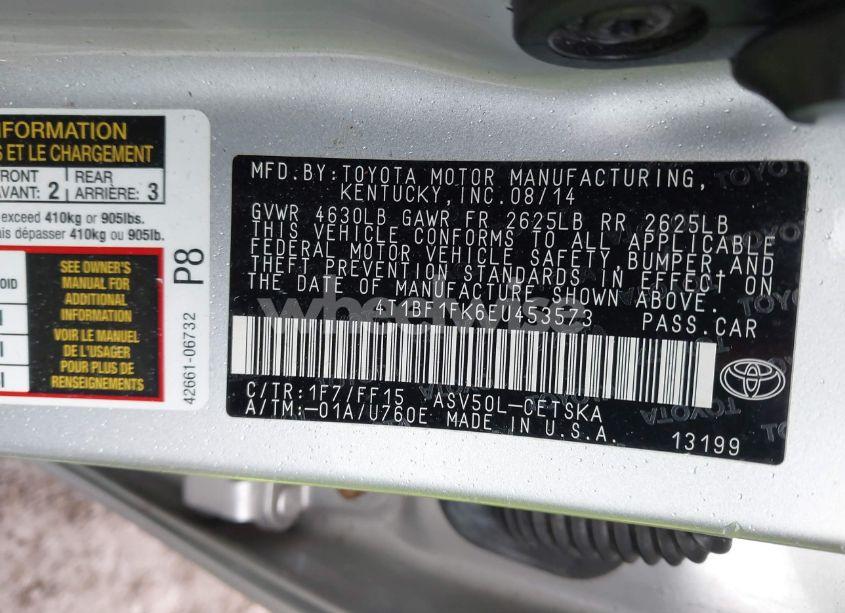 INFORMATION
S ET LE CHARGEMENT
FRONT
AVANT: 2
REAR
ARRIÈRE: 3
exceed 410kg or 905lbs.
ais dépasser 410kg ou 905lb.
SEE OWNER'S
MANUAL FOR
ADDITIONAL
INFORMATION
VOIR LE MANUEL
DE L'USAGER
POUR PLUS DE
RENSEIGNEMENTS
P8
42661-06732
MFD.BY:TOYOTA MOTOR MANUFACTURING,
KENTUCKY, INC.08/14
GVWR 4630LB GAWR FR 2625LB RR 2625LB
THIS VEHICLE CONFORMS TO ALL APPLICABLE
FEDERAL MOTOR VEHICLE SAFETY BUMPER,AND
THEFT PREVENTION STANDARDS IN EFFECT ON
THE DATE OF MANUFACTURE SHOWN ABOVE.
4T1BF1FK6EU453573 PASS.CAR
C/TR:1F7/FF15 ASV50L-CETSKA
A/TM:-01A/U760E MADE IN U.S.A.
13199
wheelwise